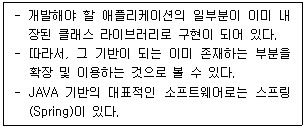 - 개발해야 할 애플리케이션의 일부분이 이미 내
장된 클래스 라이브러리로 구현이 되어 있다.
- 따라서, 그 기반이 되는 이미 존재하는 부분을
확장 및 이용하는 것으로 볼 수 있다.
- JAVA 기반의 대표적인 소프트웨어로는 스프링
(Spring)이 있다.